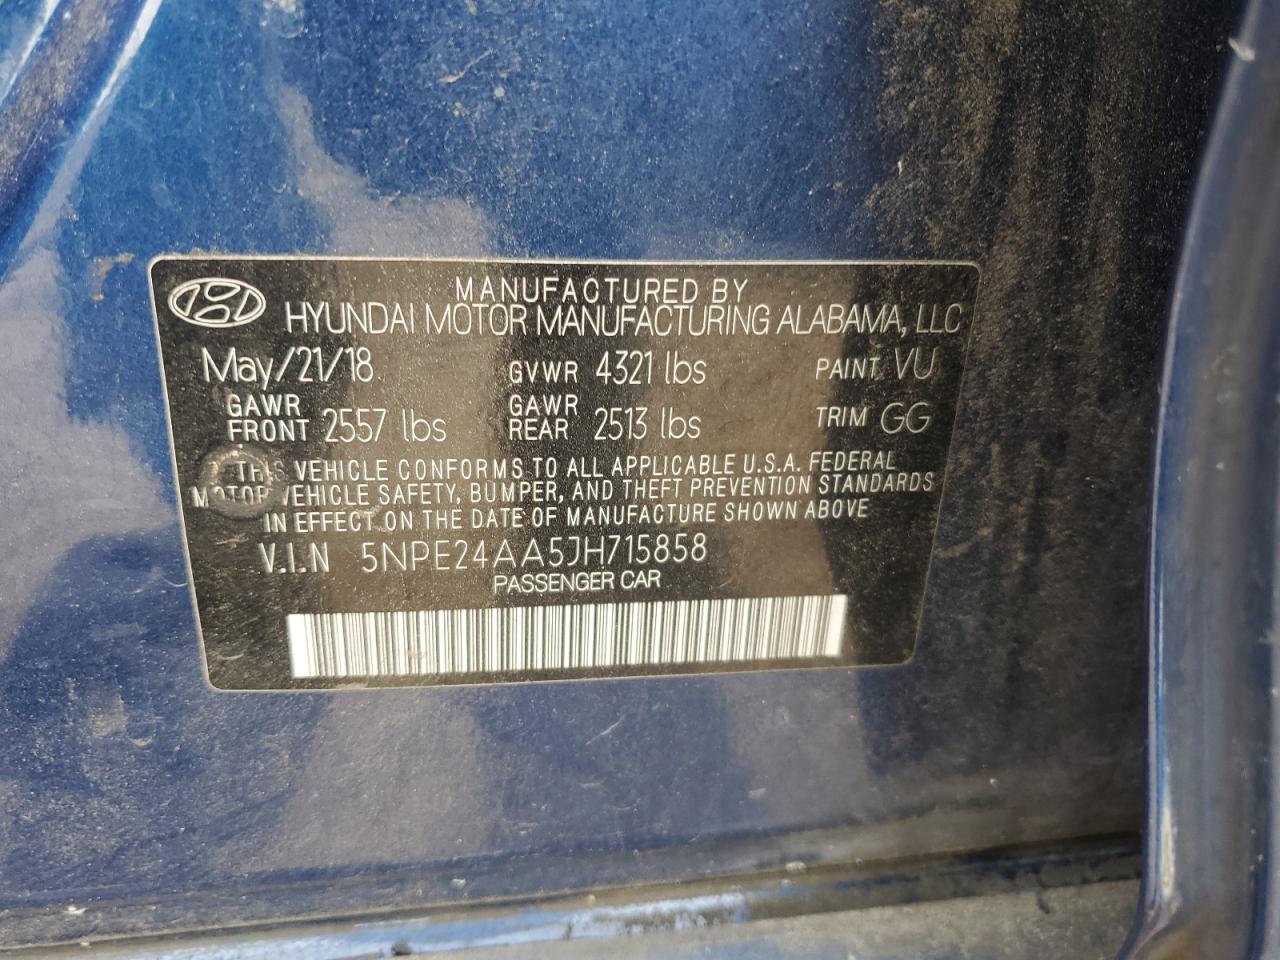 MANUFACTURED BY
HYUNDAI MOTOR MANUFACTURING ALABAMA, LLC
May/21/18 GVWR 4321 lbs PAINT VU
GAWR FRONT 2557 lbs GAWR REAR 2513 lbs TRIM GG
THIS VEHICLE CONFORMS TO ALL APPLICABLE U.S.A. FEDERAL
MOTOR VEHICLE SAFETY, BUMPER, AND THEFT PREVENTION STANDARDS
IN EFFECT ON THE DATE OF MANUFACTURE SHOWN ABOVE
V.I.N 5NPE24AA5JH715858
PASSENGER CAR